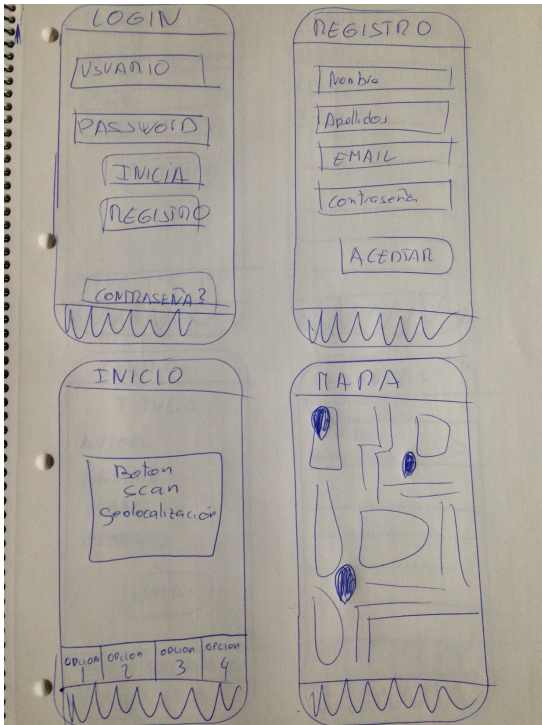 LOGIN
USUARIO
PASSWORD
INICIA
REGISTRO
CONTRASEÑA?
REGISTRO
Nombre
Apellidos
EMAIL
Contraseña
ACEPTAR
INICIO
Boton
scan
Geolocalización
OPCION 1
OPCION 2
OPCION 3
OPCION 4
MAPA